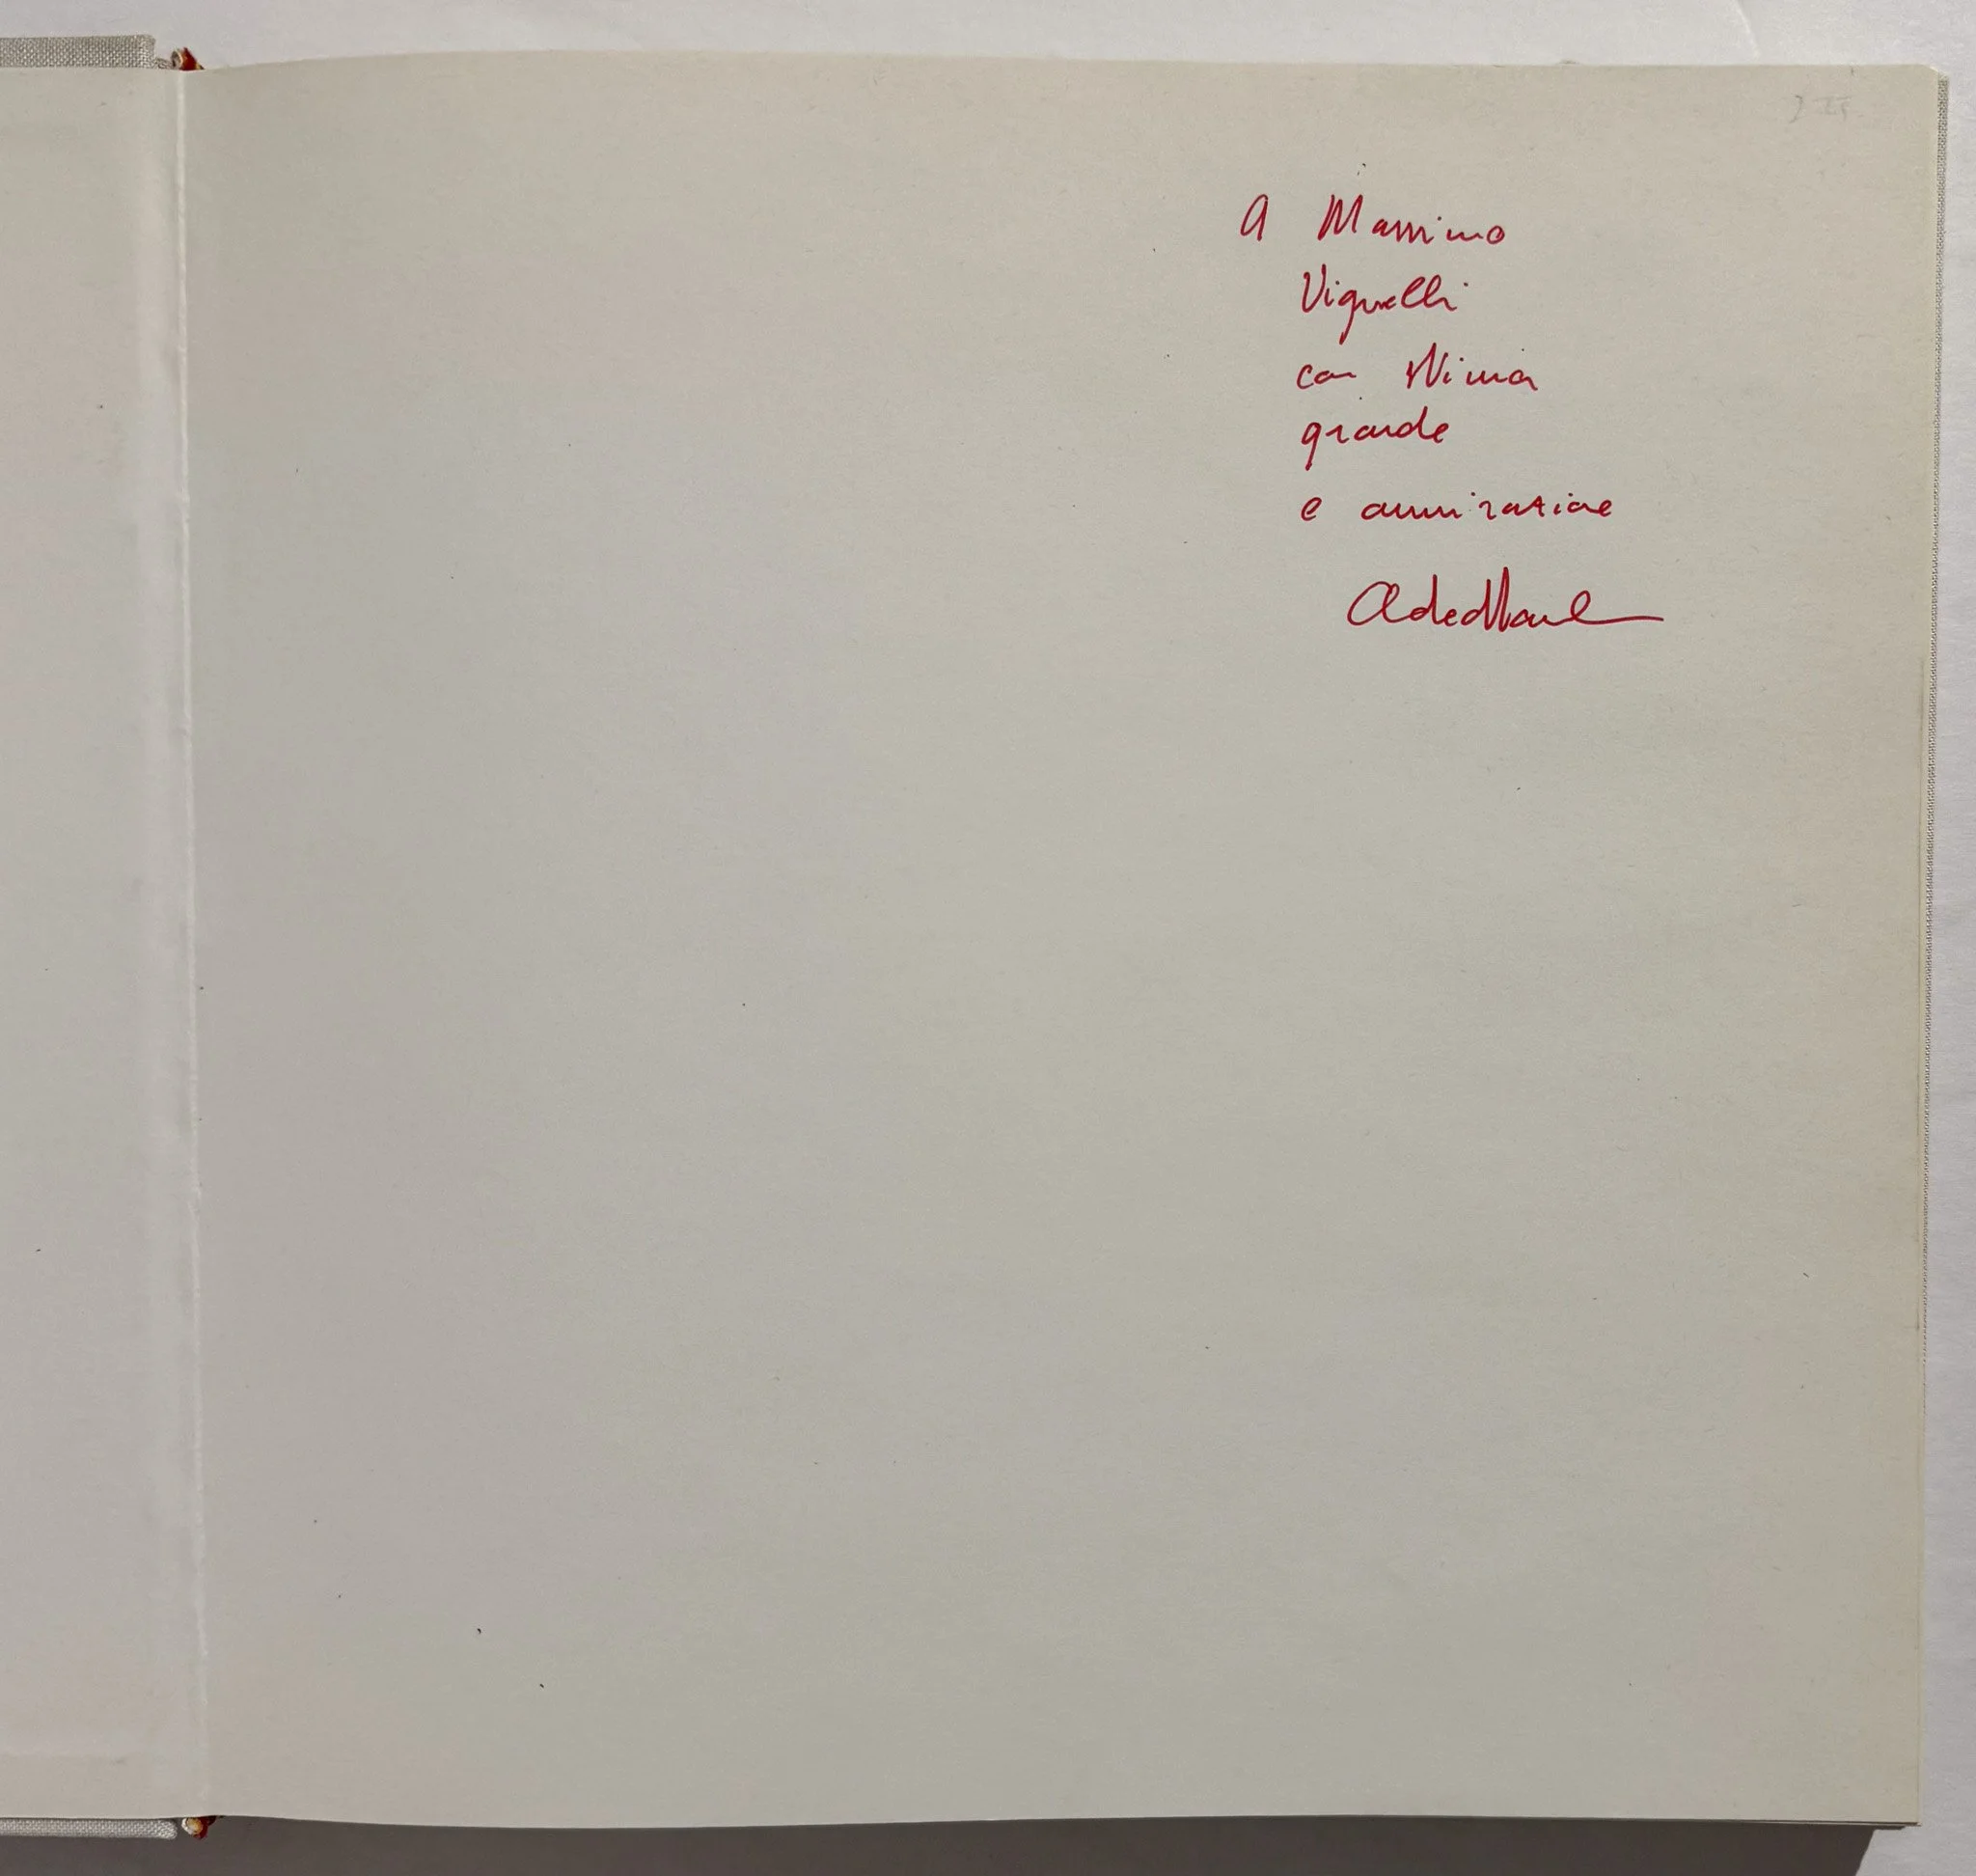 A Massimo
Vignelli
con stima
grande
e ammirazione